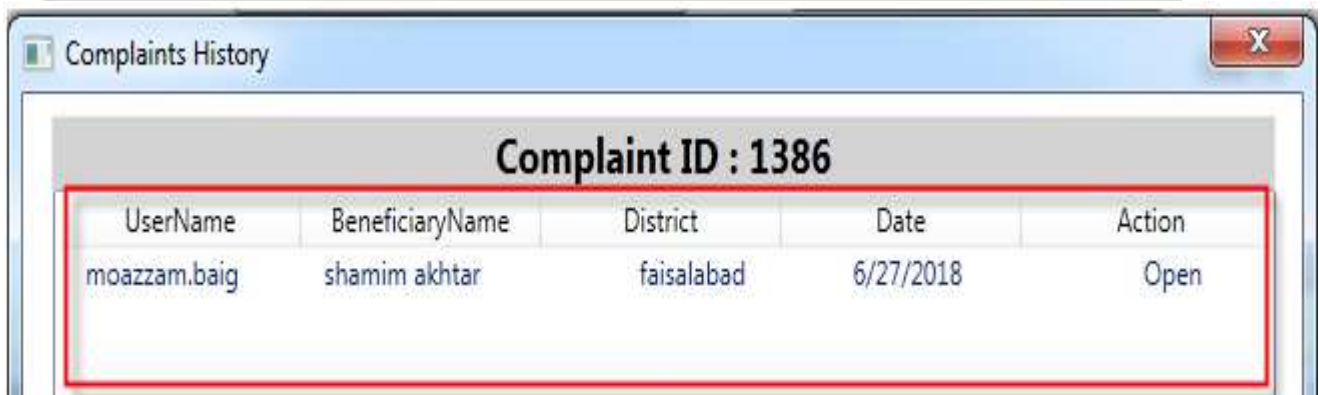 Complaints History
X
Complaint ID : 1386
UserName BeneficiaryName District Date Action
moazzam.baig shamim akhtar faisalabad 6/27/2018 Open